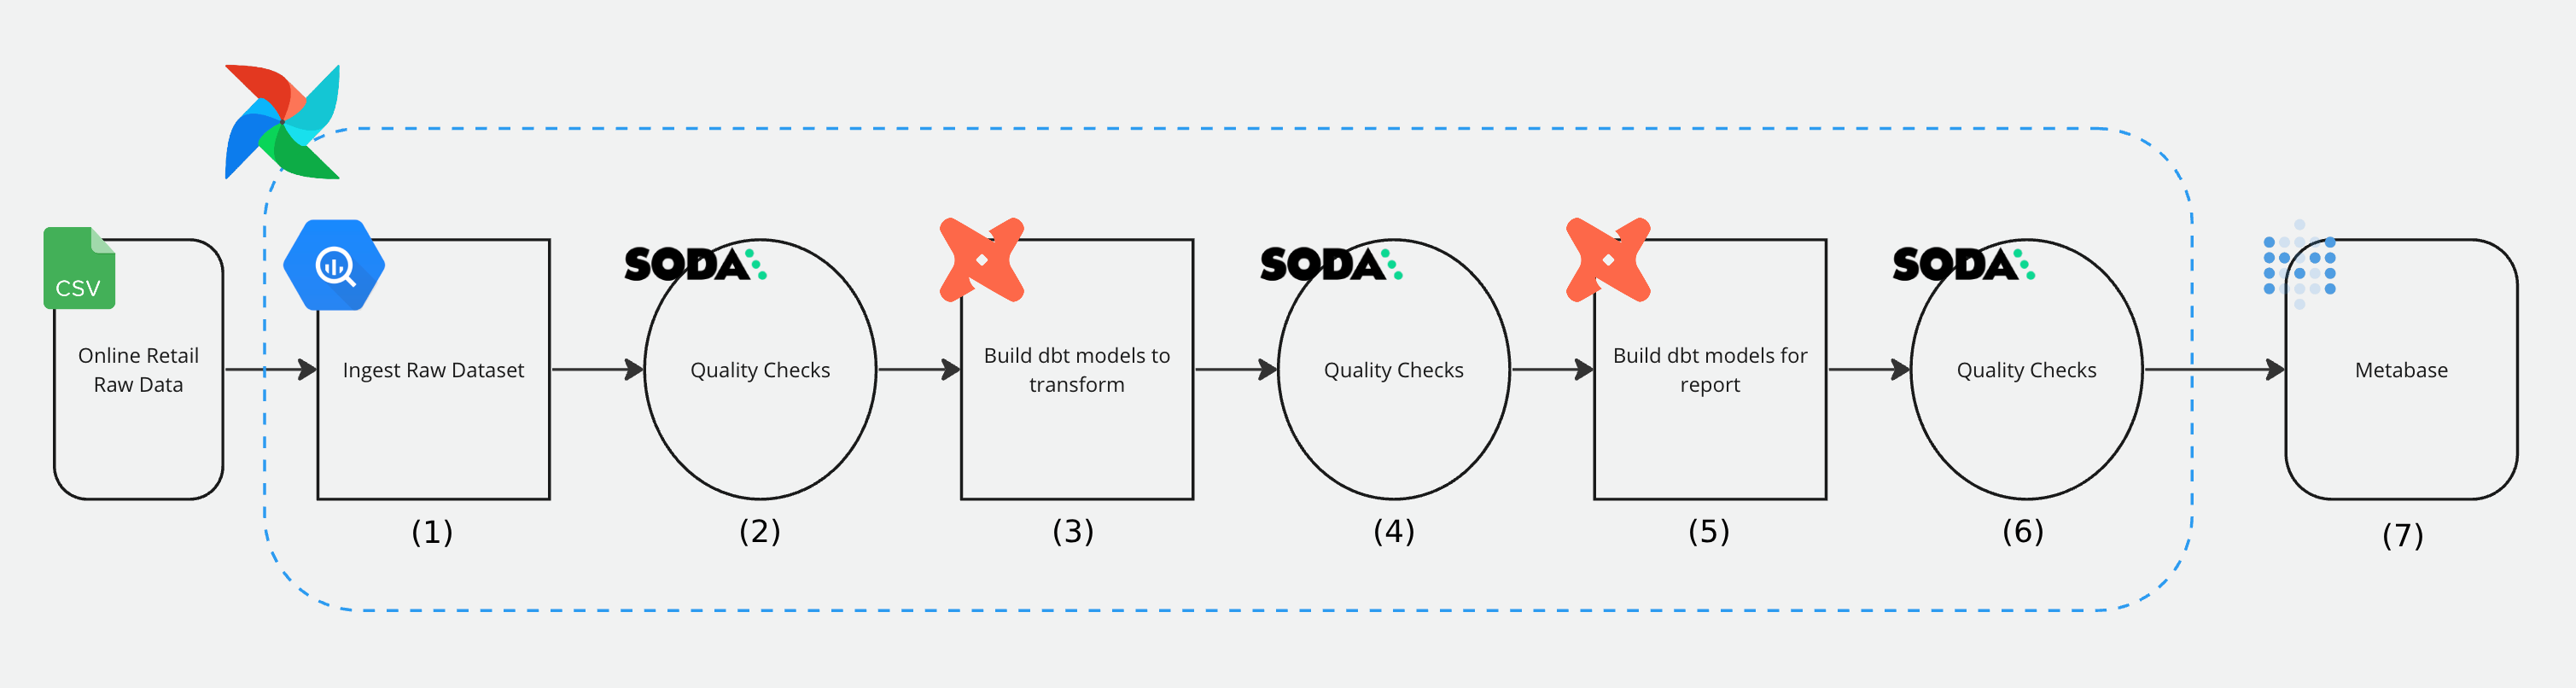 CSV
Online Retail
Raw Data
Ingest Raw Dataset
(1)
SODA
Quality Checks
(2)
Build dbt models to
transform
(3)
SODA
Quality Checks
(4)
Build dbt models for
report
(5)
SODA
Quality Checks
(6)
Metabase
(7)